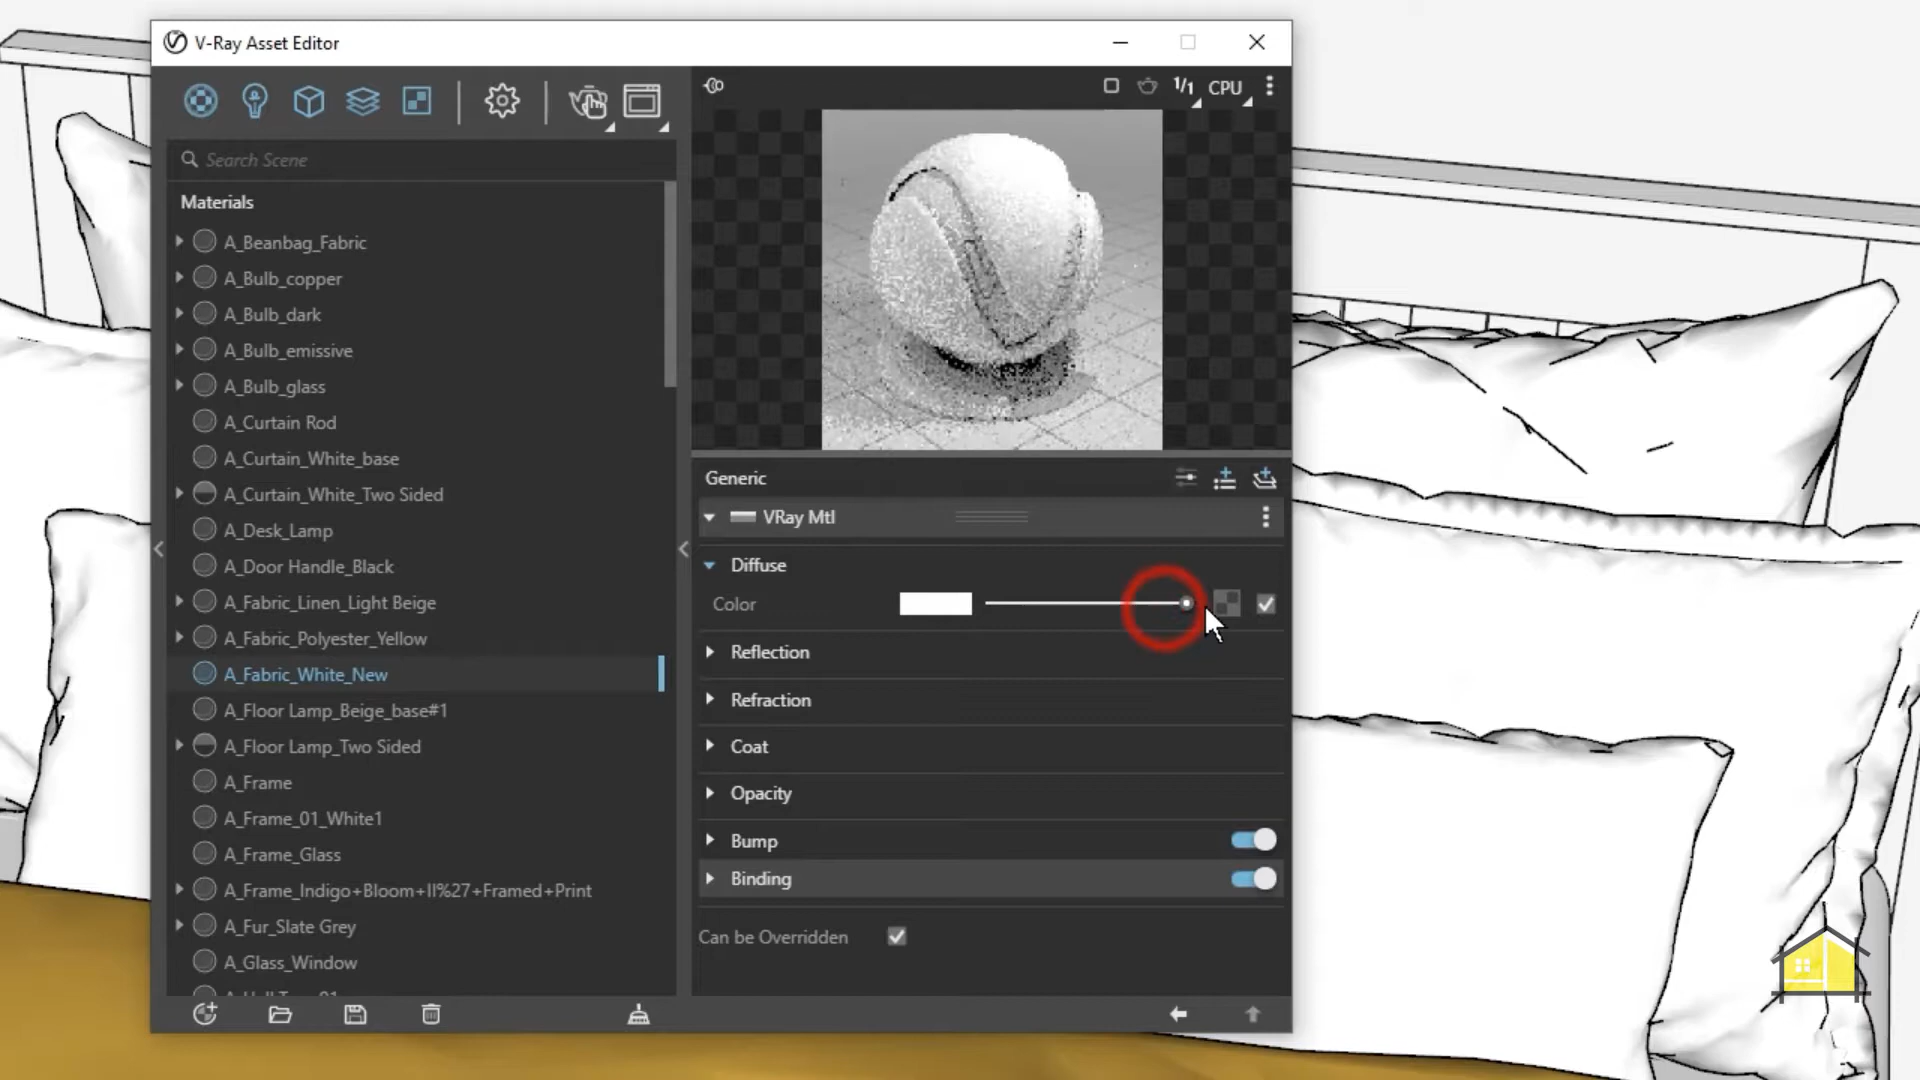 V-Ray Asset Editor
1/1 CPU
Search Scene
Materials
A_Beanbag_Fabric
A_Bulb_copper
A_Bulb_dark
A_Bulb_emissive
A_Bulb_glass
A_Curtain Rod
A_Curtain_White_base
A_Curtain_White_Two Sided
A_Desk_Lamp
A_Door Handle_Black
A_Fabric_Linen_Light Beige
A_Fabric_Polyester_Yellow
A_Fabric_White_New
A_Floor Lamp_Beige_base#1
A_Floor Lamp_Two Sided
A_Frame
A_Frame_01_White1
A_Frame_Glass
A_Frame_Indigo+Bloom+II%27+Framed+Print
A_Fur_Slate Grey
A_Glass_Window
Generic
VRay Mtl
Diffuse
Color
Reflection
Refraction
Coat
Opacity
Bump
Binding
Can be Overridden